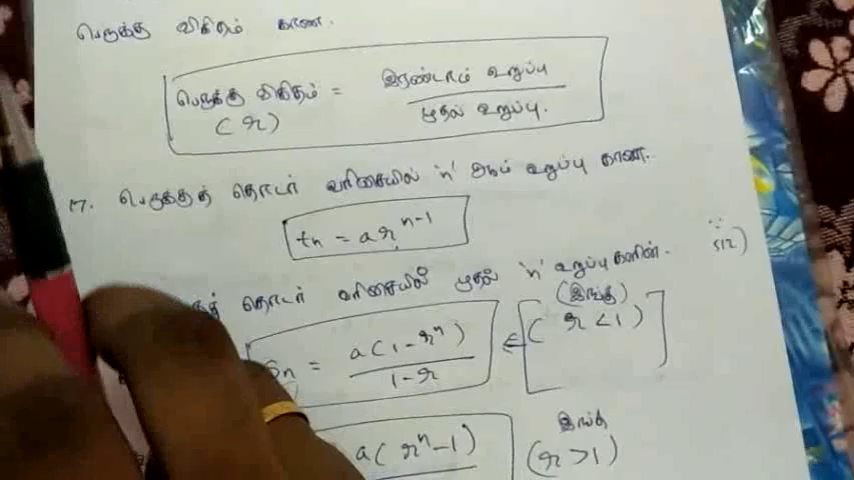 பெருக்கு விகிதம் காண.
பெருக்கு விகிதம் (r) = இரண்டாம் உறுப்பு / முதல் உறுப்பு.
17. பெருக்குத் தொடர் வரிசையில் 'n' ஆம் உறுப்பு காண.
tn = ar^(n-1)
தொடர் வரிசையில் முதல் 'n' உறுப்புகளின்.
Sn = a(1-r^n) / 1-r ⇐ [(இங்கு) (r<1)]
a(r^n-1) இங்கு (r>1)